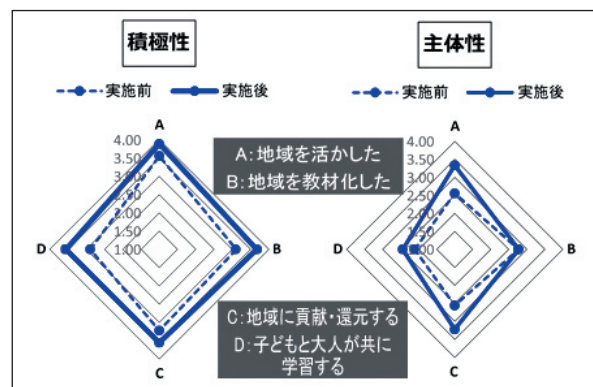 積極性
主体性
実施前 実施後
実施前 実施後
A
4.00
3.50
3.00
2.50
2.00
1.50
1.00
D
B
C
A
4.00
3.50
3.00
2.50
2.00
1.50
1.00
D
B
C
A:地域を活かした
B:地域を教材化した
C:地域に貢献・還元する
D:子どもと大人が共に
学習する